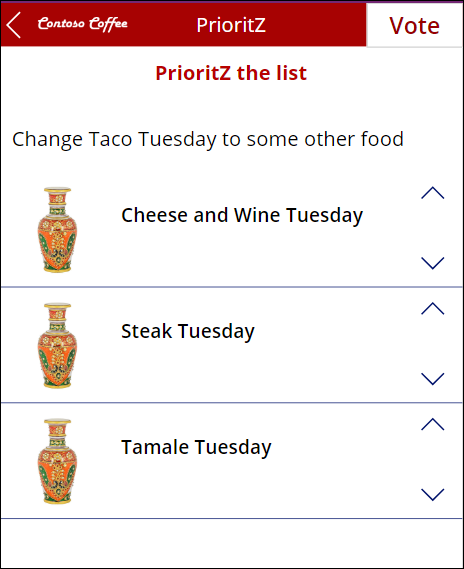 Contoso Coffee PrioritZ Vote
PrioritZ the list
Change Taco Tuesday to some other food
Cheese and Wine Tuesday
Steak Tuesday
Tamale Tuesday